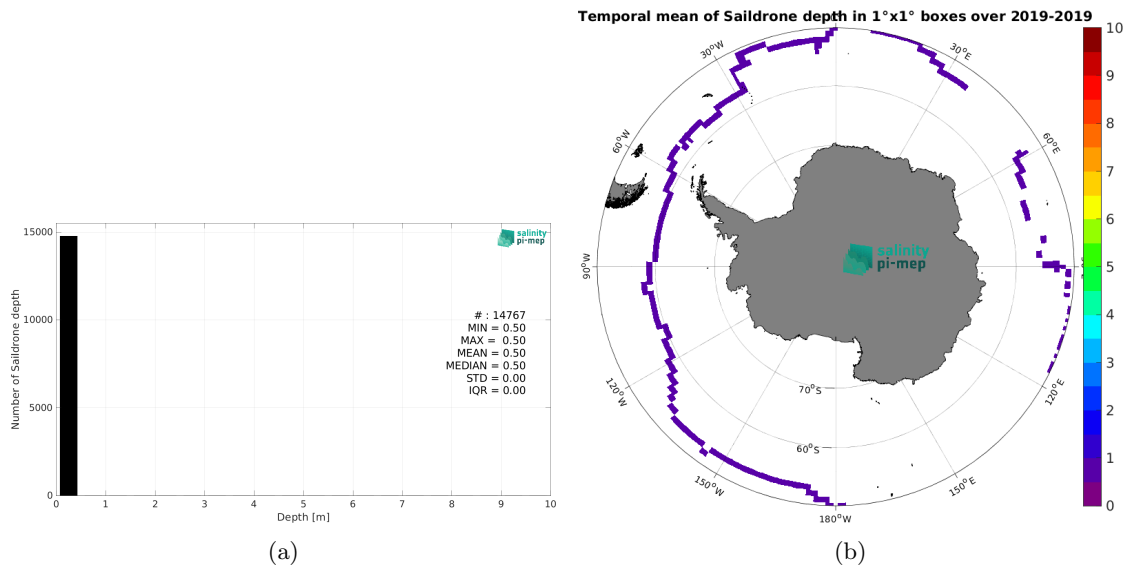 Temporal mean of Saildrone depth in 1°x1° boxes over 2019-2019
15000
10000
5000
0
Number of Saildrone depth
salinity
pi-mep
# : 14767
MIN = 0.50
MAX = 0.50
MEAN = 0.50
MEDIAN = 0.50
STD = 0.00
IQR = 0.00
0 1 2 3 4 5 6 7 8 9 10
Depth [m]
(a)
30°W
30°E
60°W
60°E
90°W
120°W
120°E
150°W
150°E
180°W
70°S
60°S
salinity
pi-mep
10
9
8
7
6
5
4
3
2
1
0
(b)